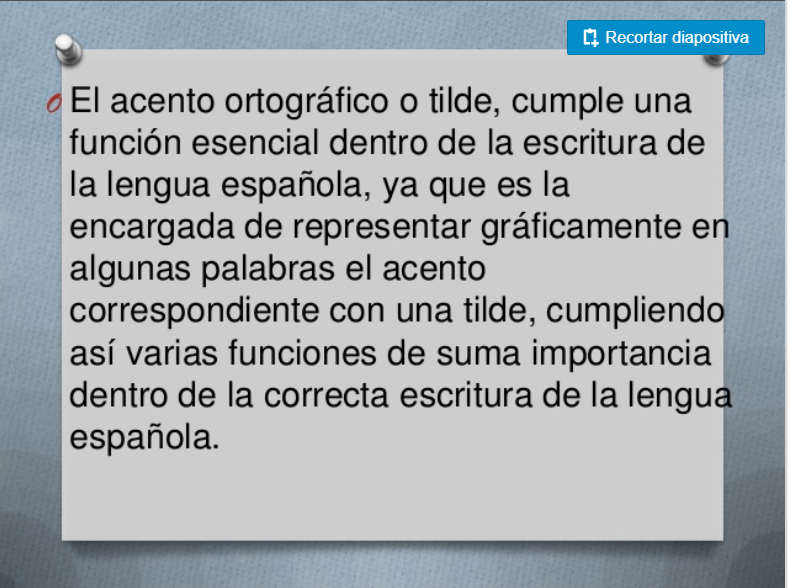 Recortar diapositiva
El acento ortográfico o tilde, cumple una
función esencial dentro de la escritura de
la lengua española, ya que es la
encargada de representar gráficamente en
algunas palabras el acento
correspondiente con una tilde, cumpliendo
así varias funciones de suma importancia
dentro de la correcta escritura de la lengua
española.